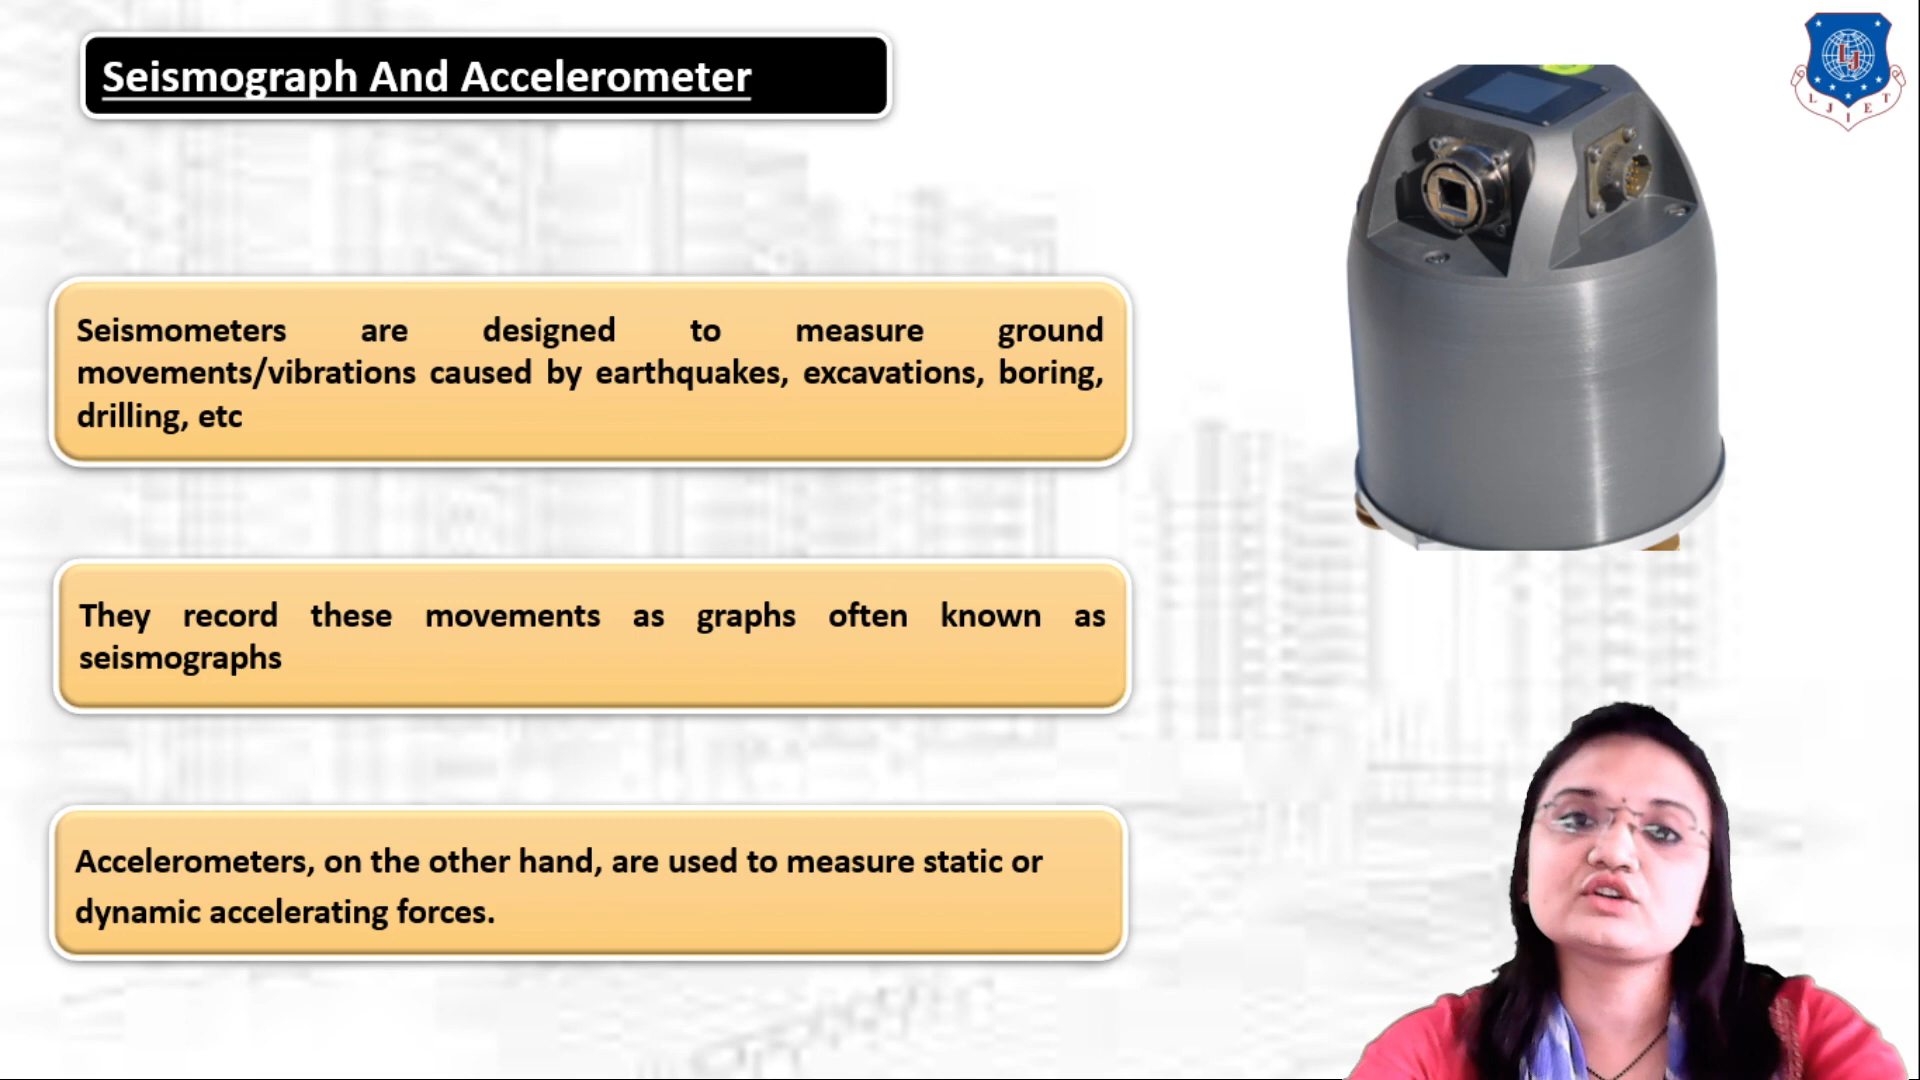 Seismograph And Accelerometer
Seismometers are designed to measure ground
movements/vibrations caused by earthquakes, excavations, boring,
drilling, etc
They record these movements as graphs often known as
seismographs
Accelerometers, on the other hand, are used to measure static or
dynamic accelerating forces.
LJ
L J I E T